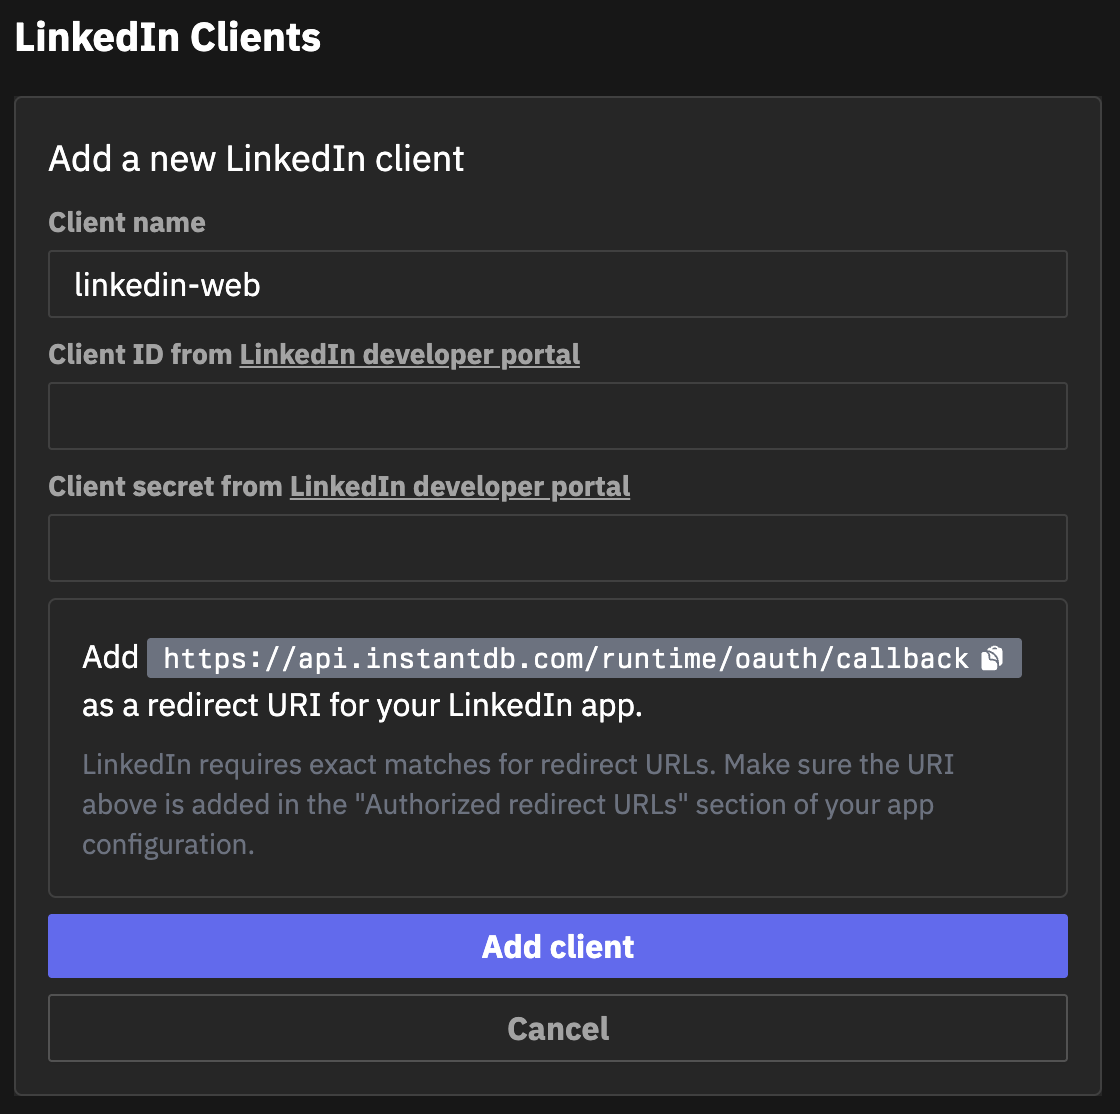 LinkedIn Clients
Add a new LinkedIn client
Client name
linkedin-web
Client ID from LinkedIn developer portal
Client secret from LinkedIn developer portal
Add https://api.instantdb.com/runtime/oauth/callback
as a redirect URI for your LinkedIn app.
LinkedIn requires exact matches for redirect URLs. Make sure the URI
above is added in the "Authorized redirect URLs" section of your app
configuration.
Add client
Cancel